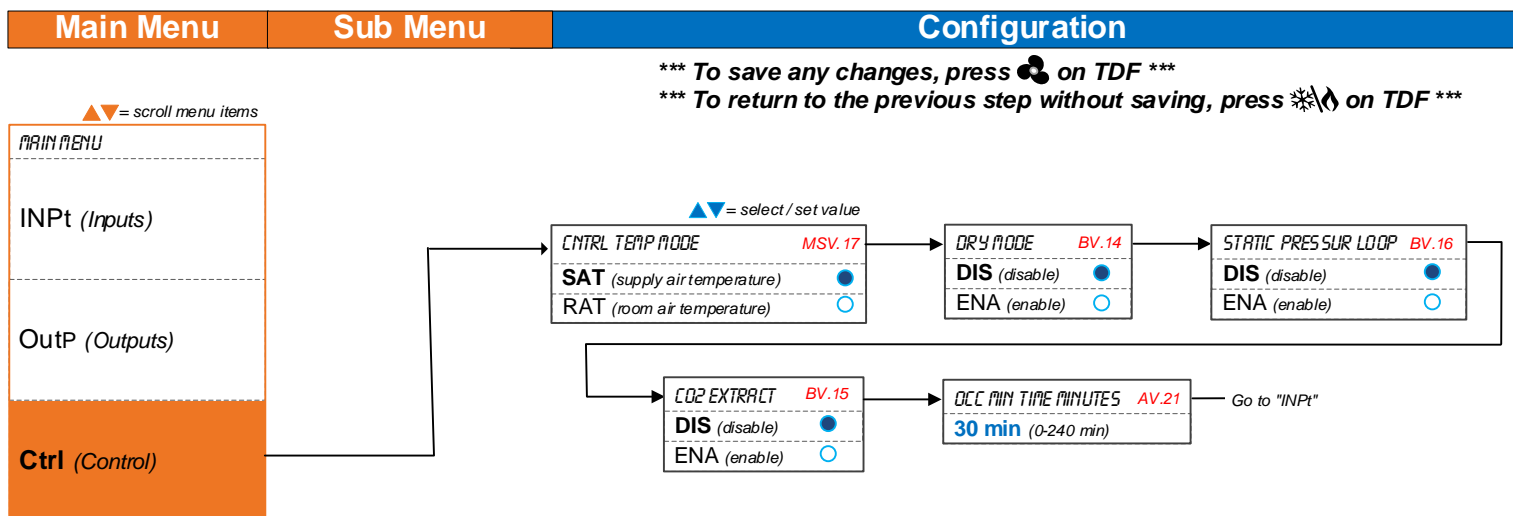 Main Menu Sub Menu Configuration
*** To save any changes, press on TDF ***
*** To return to the previous step without saving, press on TDF ***
▲▼= scroll menu items
MAIN MENU
INPt (Inputs)
OutP (Outputs)
Ctrl (Control)
▲▼= select / set value
CNTRL TEMP MODE MSV.17
SAT (supply air temperature)
RAT (room air temperature)
DRY MODE BV.14
DIS (disable)
ENA (enable)
STATIC PRESSUR LOOP BV.16
DIS (disable)
ENA (enable)
CO2 EXTRACT BV.15
DIS (disable)
ENA (enable)
OCC MIN TIME MINUTES AV.21
30 min (0-240 min)
Go to "INPt"